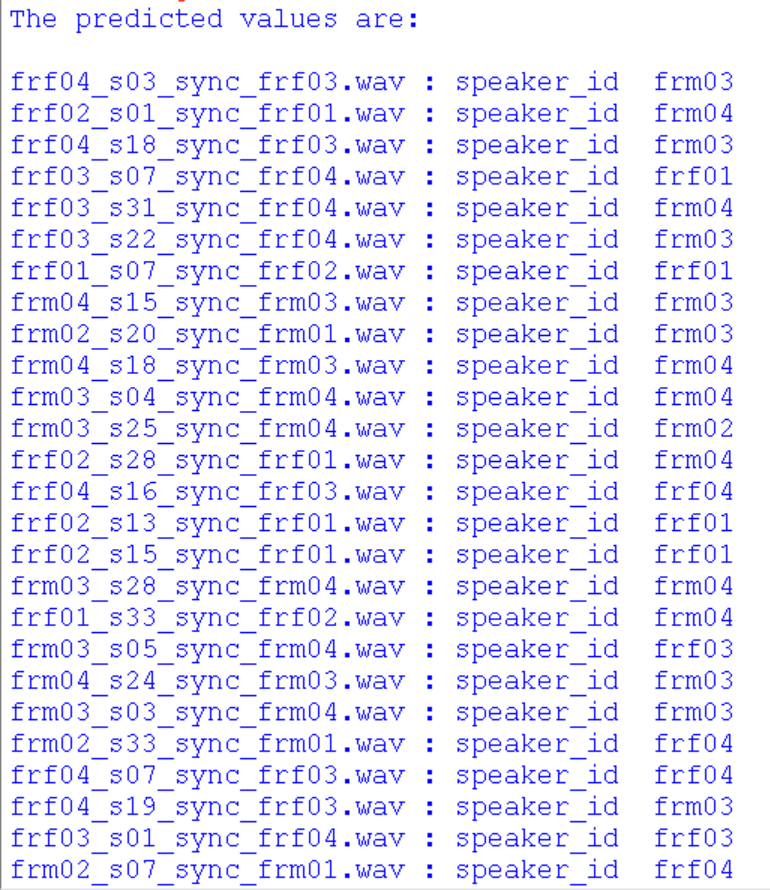 The predicted values are:
frf04_s03_sync_frf03.wav : speaker_id frm03
frf02_s01_sync_frf01.wav : speaker_id frm04
frf04_s18_sync_frf03.wav : speaker_id frm03
frf03_s07_sync_frf04.wav : speaker_id frf01
frf03_s31_sync_frf04.wav : speaker_id frm04
frf03_s22_sync_frf04.wav : speaker_id frm03
frf01_s07_sync_frf02.wav : speaker_id frf01
frm04_s15_sync_frm03.wav : speaker_id frm03
frm02_s20_sync_frm01.wav : speaker_id frm03
frm04_s18_sync_frm03.wav : speaker_id frm04
frm03_s04_sync_frm04.wav : speaker_id frm04
frm03_s25_sync_frm04.wav : speaker_id frm02
frf02_s28_sync_frf01.wav : speaker_id frm04
frf04_s16_sync_frf03.wav : speaker_id frf04
frf02_s13_sync_frf01.wav : speaker_id frf01
frf02_s15_sync_frf01.wav : speaker_id frf01
frm03_s28_sync_frm04.wav : speaker_id frm04
frf01_s33_sync_frf02.wav : speaker_id frm04
frm03_s05_sync_frm04.wav : speaker_id frf03
frm04_s24_sync_frm03.wav : speaker_id frm03
frm03_s03_sync_frm04.wav : speaker_id frm03
frm02_s33_sync_frm01.wav : speaker_id frf04
frf04_s07_sync_frf03.wav : speaker_id frf04
frf04_s19_sync_frf03.wav : speaker_id frm03
frf03_s01_sync_frf04.wav : speaker_id frf03
frm02_s07_sync_frm01.wav : speaker_id frf04